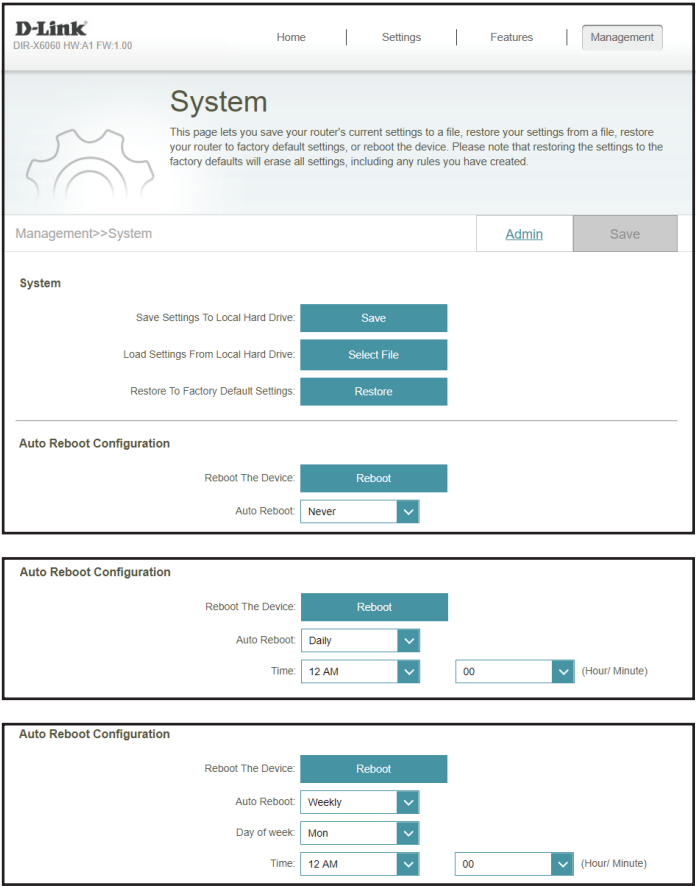 D-Link
DIR-X6060 HW:A1 FW:1.00
Home | Settings | Features | Management
System
This page lets you save your router's current settings to a file, restore your settings from a file, restore
your router to factory default settings, or reboot the device. Please note that restoring the settings to the
factory defaults will erase all settings, including any rules you have created.
Management>>System Admin Save
System
Save Settings To Local Hard Drive: Save
Load Settings From Local Hard Drive: Select File
Restore To Factory Default Settings: Restore
Auto Reboot Configuration
Reboot The Device: Reboot
Auto Reboot: Never
Auto Reboot Configuration
Reboot The Device: Reboot
Auto Reboot: Daily
Time: 12 AM 00 (Hour/ Minute)
Auto Reboot Configuration
Reboot The Device: Reboot
Auto Reboot: Weekly
Day of week: Mon
Time: 12 AM 00 (Hour/ Minute)